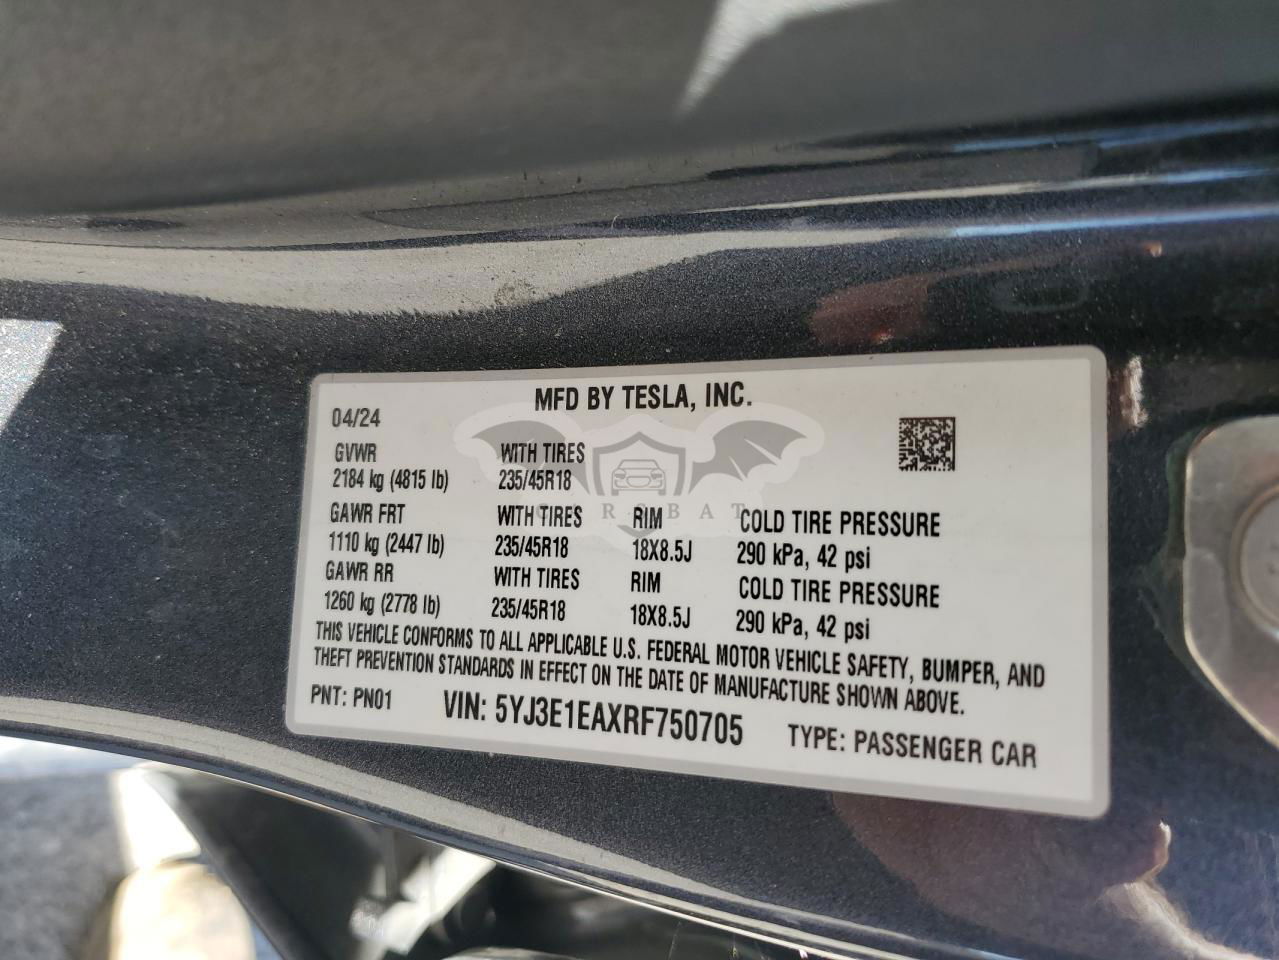 MFD BY TESLA, INC.
04/24
GVWR WITH TIRES
2184 kg (4815 lb) 235/45R18
GAWR FRT WITH TIRES RIM COLD TIRE PRESSURE
1110 kg (2447 lb) 235/45R18 18X8.5J 290 kPa, 42 psi
GAWR RR WITH TIRES RIM COLD TIRE PRESSURE
1260 kg (2778 lb) 235/45R18 18X8.5J 290 kPa, 42 psi
THIS VEHICLE CONFORMS TO ALL APPLICABLE U.S. FEDERAL MOTOR VEHICLE SAFETY, BUMPER, AND
THEFT PREVENTION STANDARDS IN EFFECT ON THE DATE OF MANUFACTURE SHOWN ABOVE.
PNT: PN01 VIN: 5YJ3E1EAXRF750705 TYPE: PASSENGER CAR